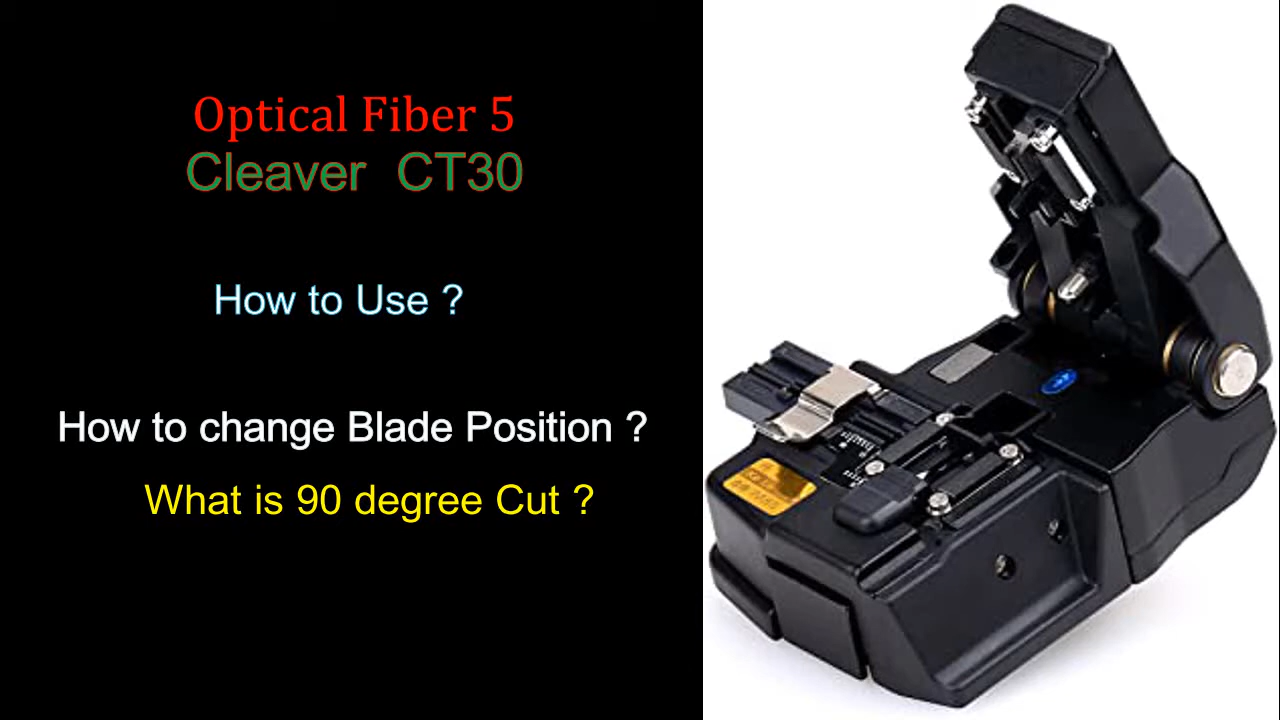 Optical Fiber 5
Cleaver CT30
How to Use ?
How to change Blade Position ?
What is 90 degree Cut ?